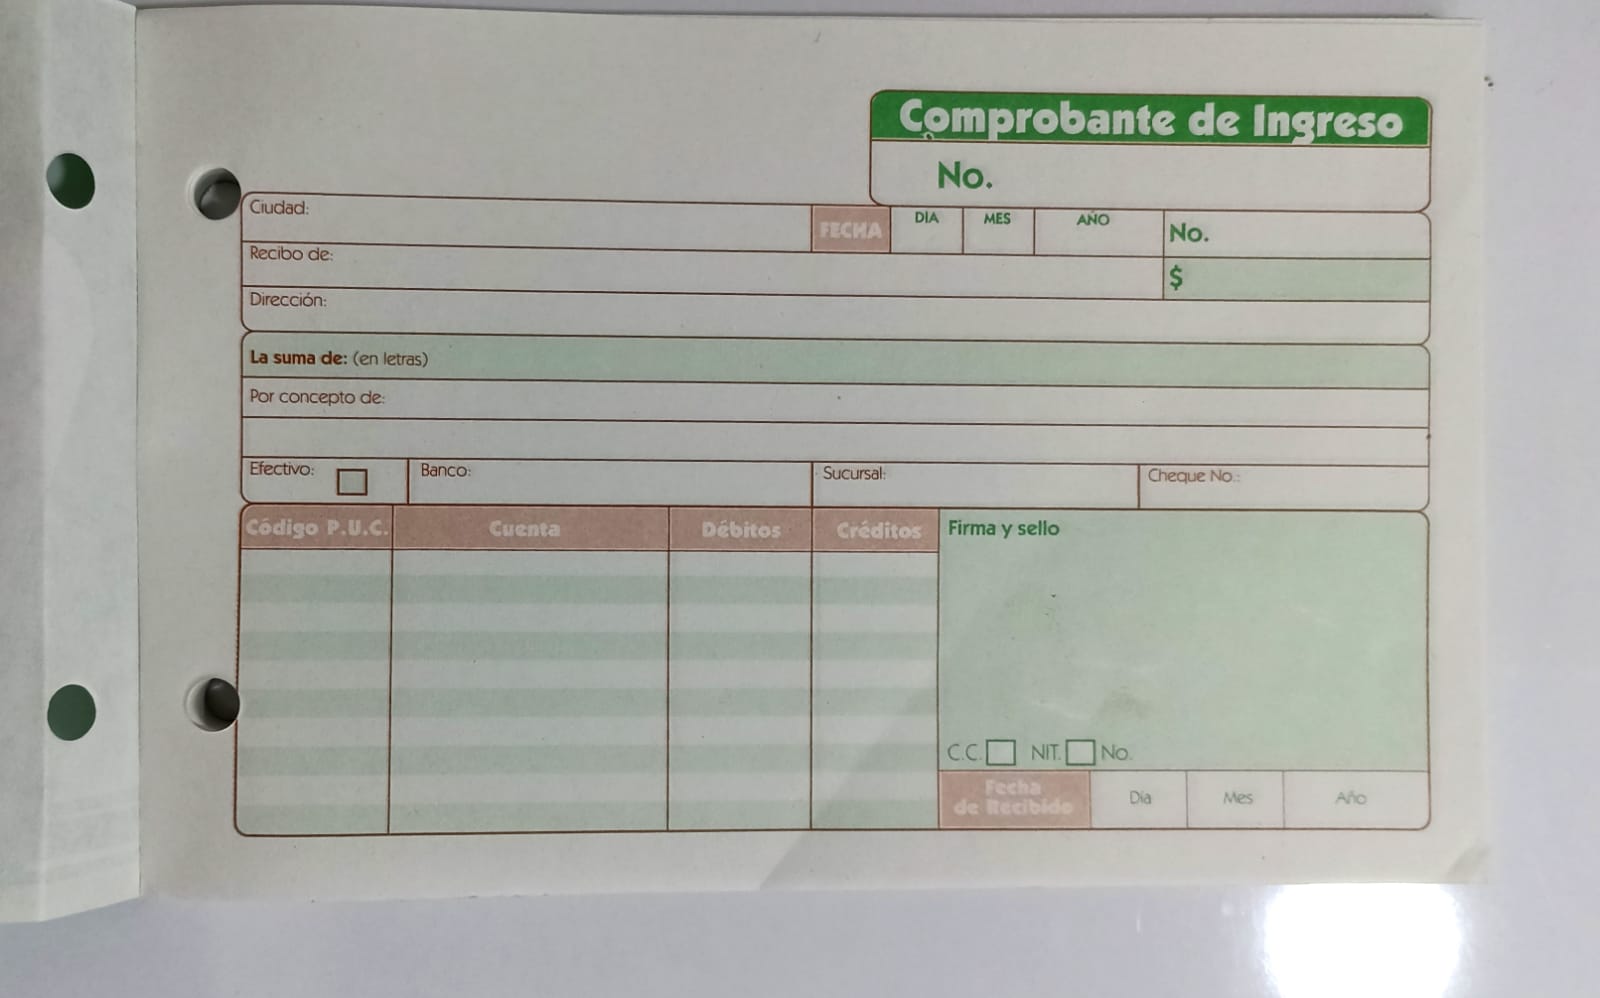 Comprobante de Ingreso
No.
Ciudad:
FECHA
DIA MES AÑO
No.
Recibo de:
$
Dirección:
La suma de: (en letras)
Por concepto de:
Efectivo: Banco: Sucursal: Cheque No.:
Código P.U.C. Cuenta Débitos Créditos
Firma y sello
C.C. NIT. No.
Fecha
de Recibido
Día Mes Año